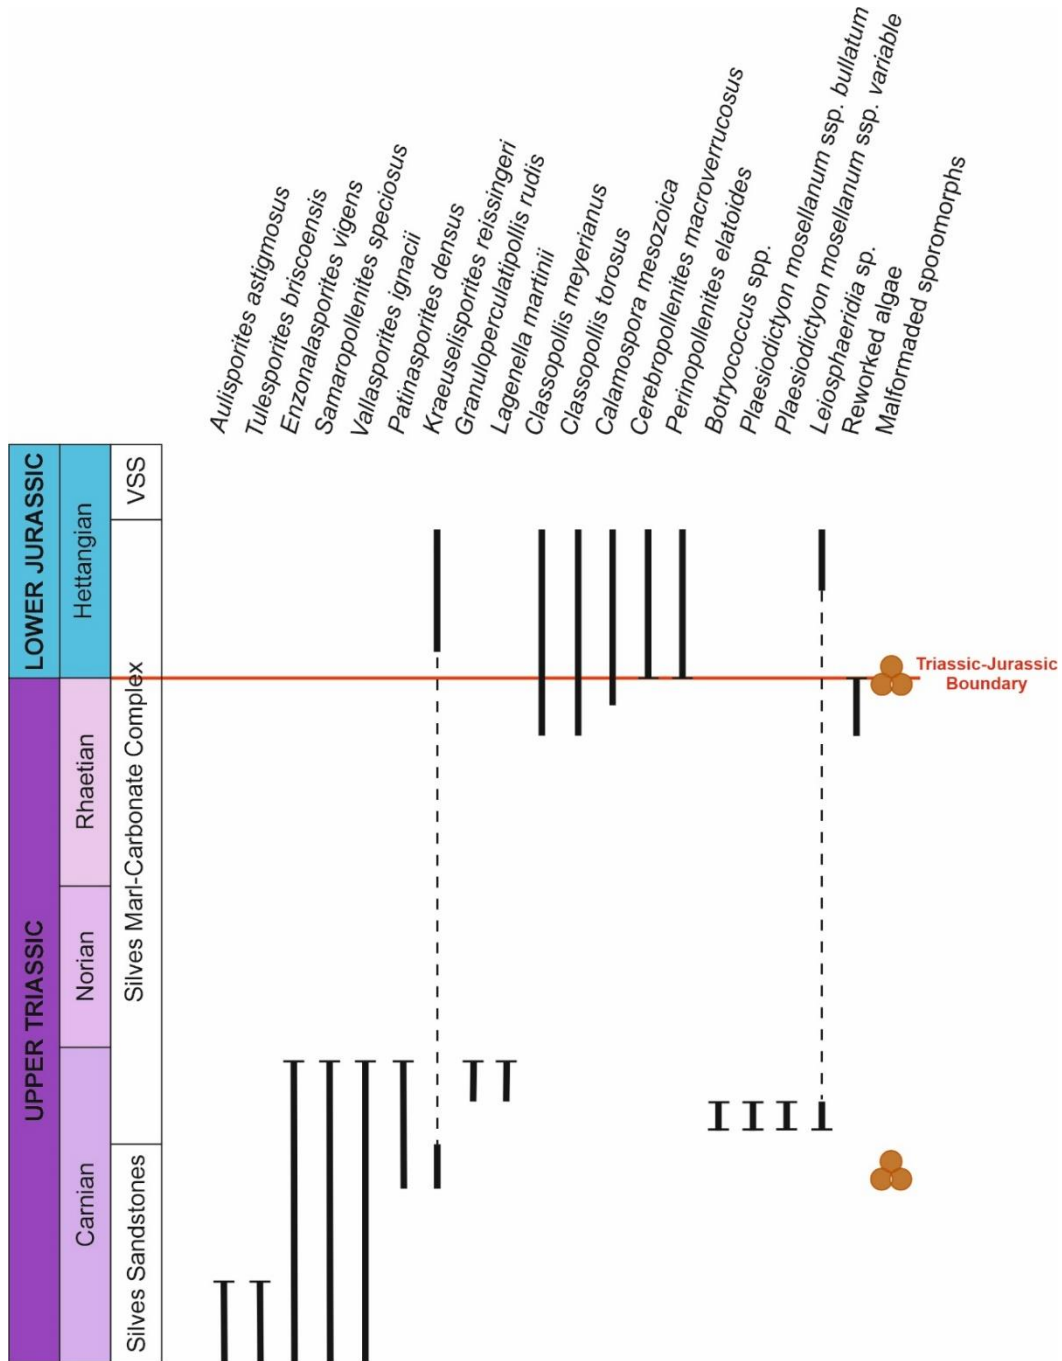 Aulisporites astigmosus
Tulesporites briscoensis
Enzonalasporites vigens
Samaropollenites speciosus
Vallasporites ignacii
Patinasporites densus
Kraeuselisporites reissingeri
Granuloperculatipollis rudis
Lagenella martinii
Classopollis meyerianus
Classopollis torosus
Calamospora mesozoica
Cerebropollenites macroverrucosus
Perinopollenites elatoides
Botryococcus spp.
Plaesiodictyon mosellanum ssp. bullatum
Plaesiodictyon mosellanum ssp. variable
Leiosphaeridia sp.
Reworked algae
Malformaded sporomorphs
LOWER JURASSIC
Hettangian
VSS
Triassic-Jurassic
Boundary
UPPER TRIASSIC
Rhaetian
Norian
Carnian
Silves Marl-Carbonate Complex
Silves Sandstones